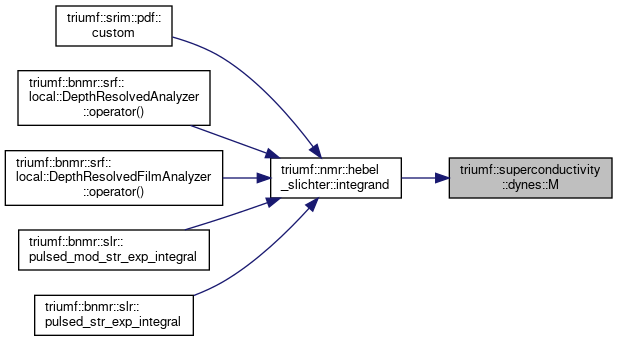 triumf::srim::pdf::
custom
triumf::bnmr::srf::
local::DepthResolvedAnalyzer
::operator()
triumf::bnmr::srf::
local::DepthResolvedFilmAnalyzer
::operator()
triumf::bnmr::slr::
pulsed_mod_str_exp_integral
triumf::bnmr::slr::
pulsed_str_exp_integral
triumf::nmr::hebel
_slichter::integrand
triumf::superconductivity
::dynes::M